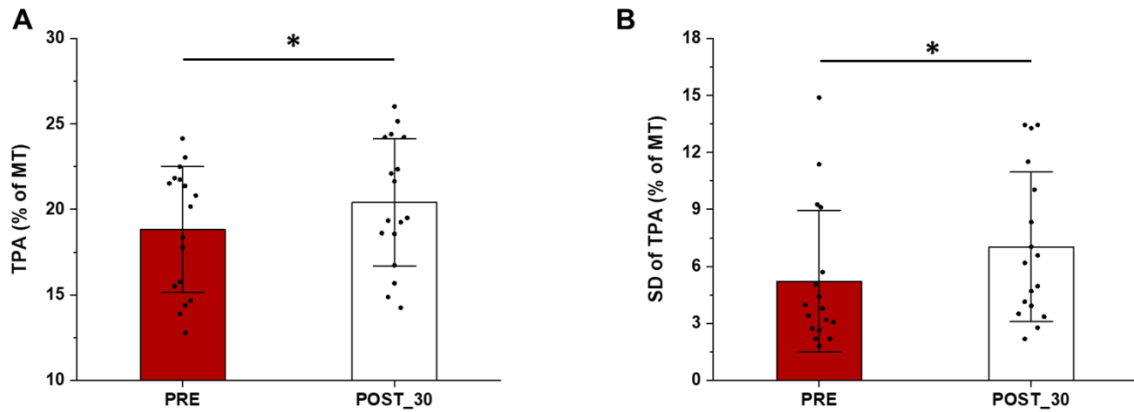 A
TPA (% of MT)
30
25
20
15
10
*
PRE
POST_30
B
SD of TPA (% of MT)
18
15
12
9
6
3
0
*
PRE
POST_30